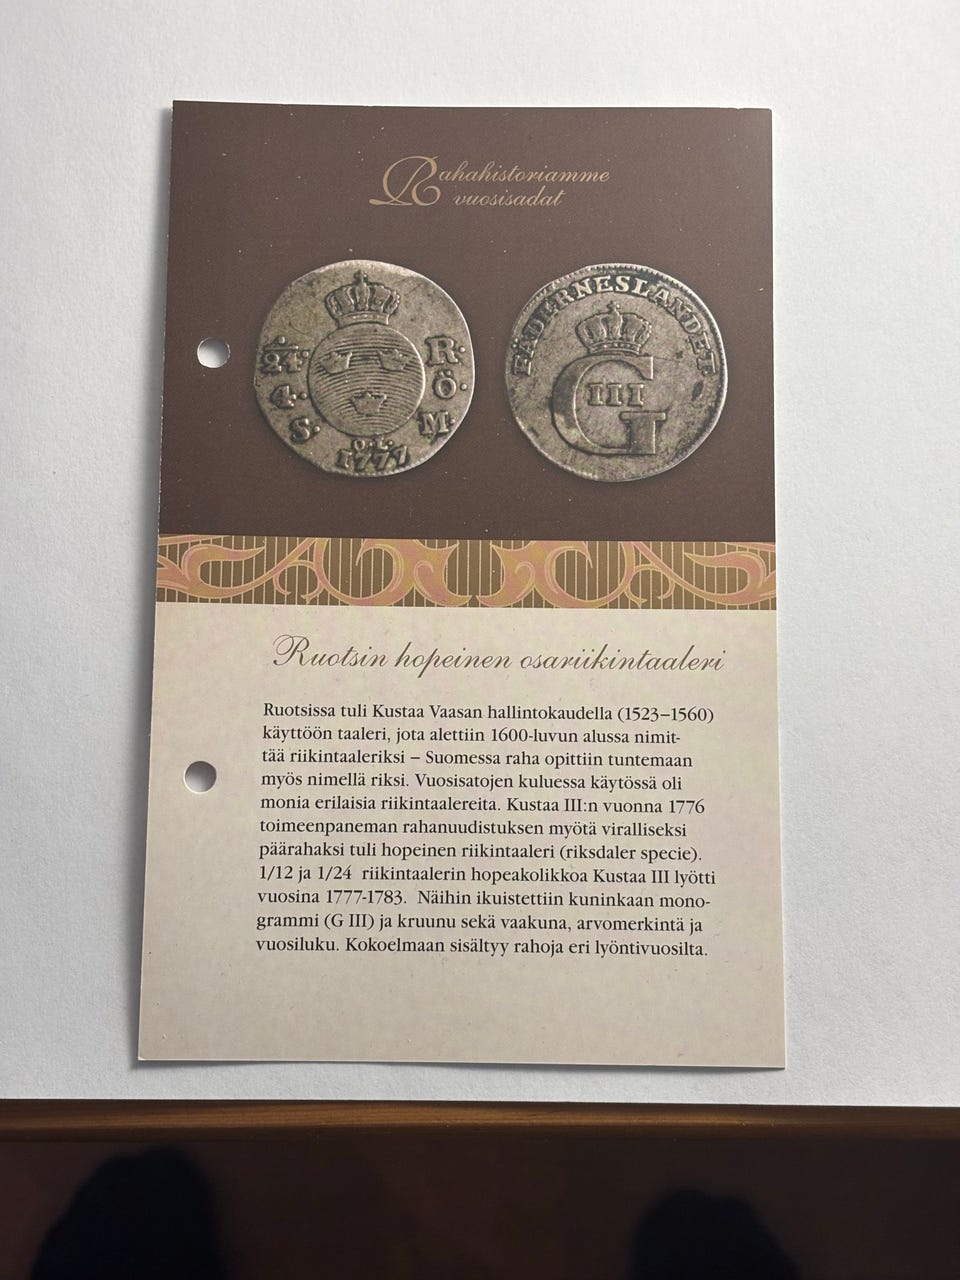 Rahahistoriamme
vuosisadat
1/24. R.
4. Ö.
S. M.
O.L.
1777
FÄDERNESLANDET
G III
Ruotsin hopeinen osariikintaaleri
Ruotsissa tuli Kustaa Vaasan hallintokaudella (1523–1560)
käyttöön taaleri, jota alettiin 1600-luvun alussa nimit-
tää riikintaaleriksi – Suomessa raha opittiin tuntemaan
myös nimellä riksi. Vuosisatojen kuluessa käytössä oli
monia erilaisia riikintaalereita. Kustaa III:n vuonna 1776
toimeenpaneman rahanuudistuksen myötä viralliseksi
päärahaksi tuli hopeinen riikintaaleri (riksdaler specie).
1/12 ja 1/24 riikintaalerin hopeakolikkoa Kustaa III lyötti
vuosina 1777-1783. Näihin ikuistettiin kuninkaan mono-
grammi (G III) ja kruunu sekä vaakuna, arvomerkintä ja
vuosiluku. Kokoelmaan sisältyy rahoja eri lyöntivuosilta.